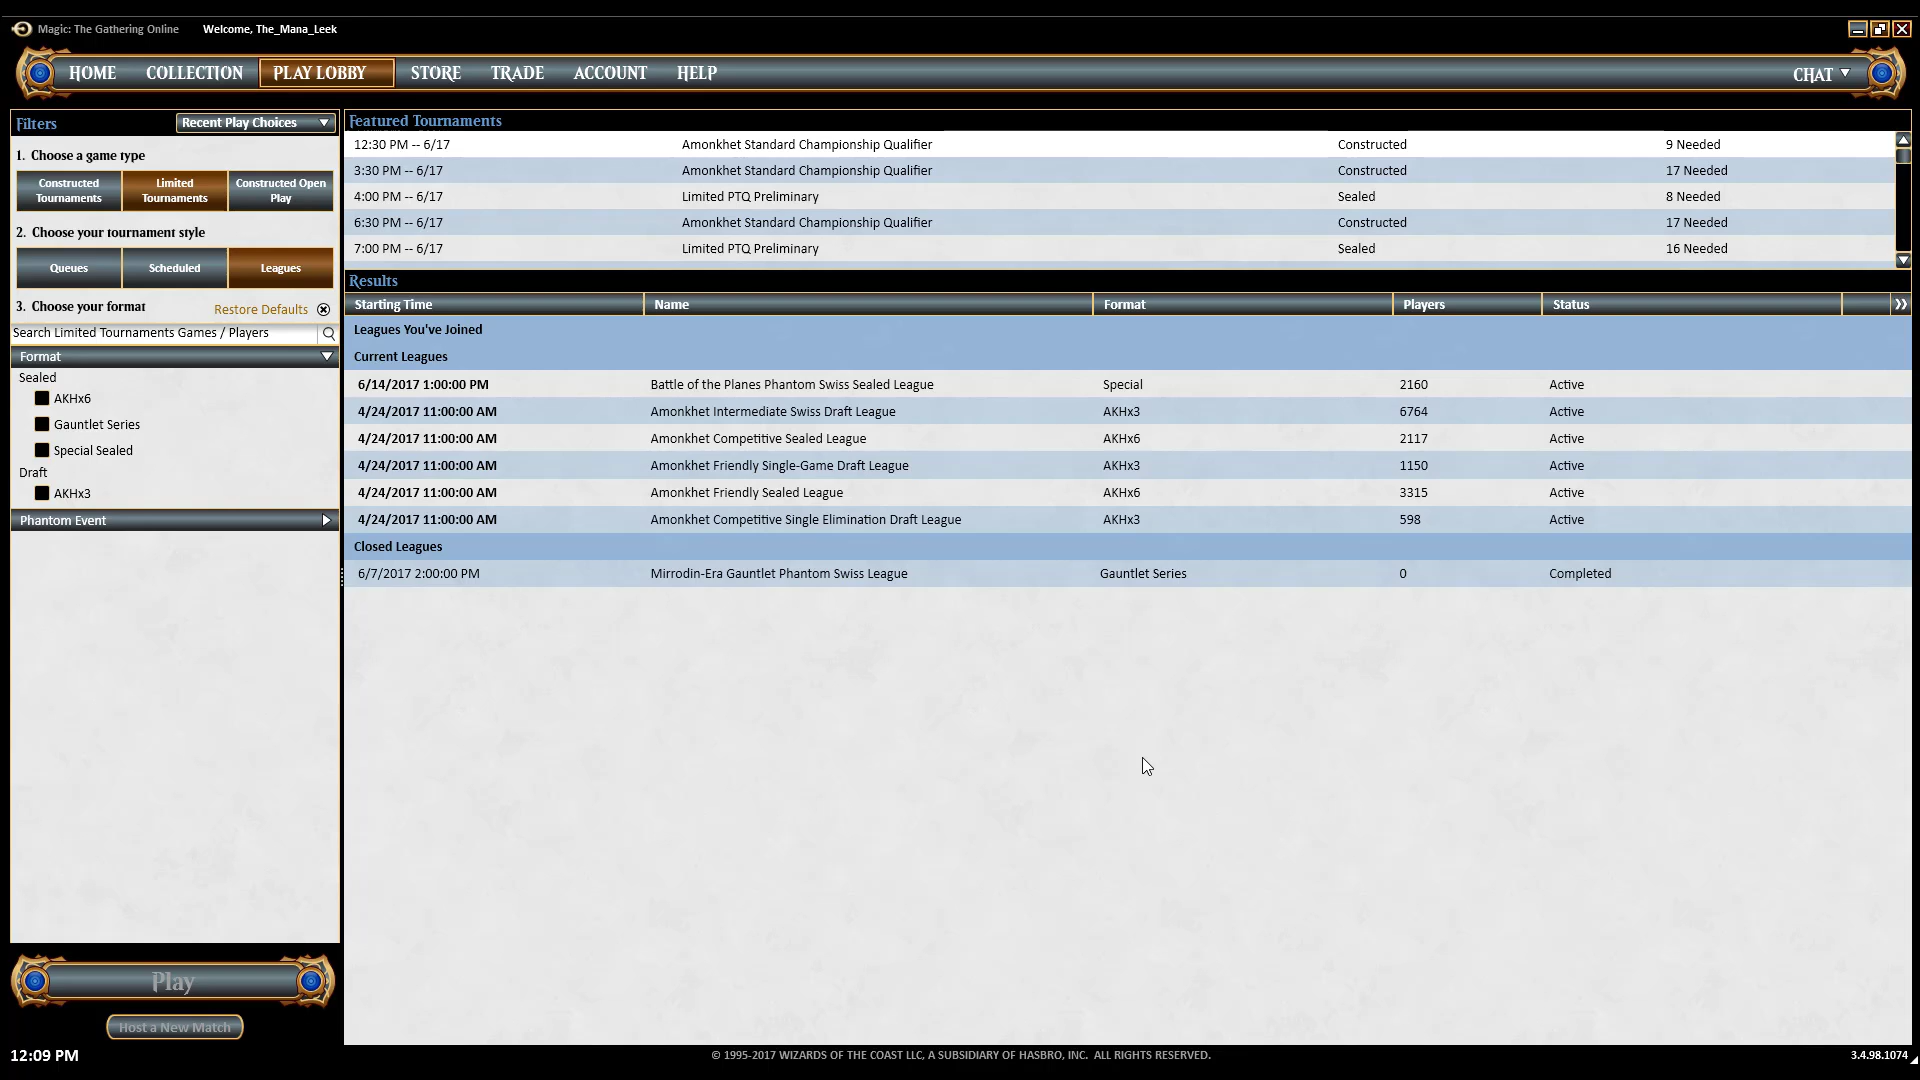 Magic: The Gathering Online Welcome, The_Mana_Leek
HOME COLLECTION PLAY LOBBY STORE TRADE ACCOUNT HELP CHAT
Filters Recent Play Choices
1. Choose a game type
Constructed Tournaments Limited Tournaments Constructed Open Play
2. Choose your tournament style
Queues Scheduled Leagues
3. Choose your format Restore Defaults
Search Limited Tournaments Games / Players
Format
Sealed
AKHx6
Gauntlet Series
Special Sealed
Draft
AKHx3
Phantom Event
Play
Host a New Match
12:09 PM
Featured Tournaments
12:30 PM -- 6/17 Amonkhet Standard Championship Qualifier Constructed 9 Needed
3:30 PM -- 6/17 Amonkhet Standard Championship Qualifier Constructed 17 Needed
4:00 PM -- 6/17 Limited PTQ Preliminary Sealed 8 Needed
6:30 PM -- 6/17 Amonkhet Standard Championship Qualifier Constructed 17 Needed
7:00 PM -- 6/17 Limited PTQ Preliminary Sealed 16 Needed
Results
Starting Time Name Format Players Status
Leagues You've Joined
Current Leagues
6/14/2017 1:00:00 PM Battle of the Planes Phantom Swiss Sealed League Special 2160 Active
4/24/2017 11:00:00 AM Amonkhet Intermediate Swiss Draft League AKHx3 6764 Active
4/24/2017 11:00:00 AM Amonkhet Competitive Sealed League AKHx6 2117 Active
4/24/2017 11:00:00 AM Amonkhet Friendly Single-Game Draft League AKHx3 1150 Active
4/24/2017 11:00:00 AM Amonkhet Friendly Sealed League AKHx6 3315 Active
4/24/2017 11:00:00 AM Amonkhet Competitive Single Elimination Draft League AKHx3 598 Active
Closed Leagues
6/7/2017 2:00:00 PM Mirrodin-Era Gauntlet Phantom Swiss League Gauntlet Series 0 Completed
© 1995-2017 WIZARDS OF THE COAST LLC, A SUBSIDIARY OF HASBRO, INC. ALL RIGHTS RESERVED.
3.4.98.1074